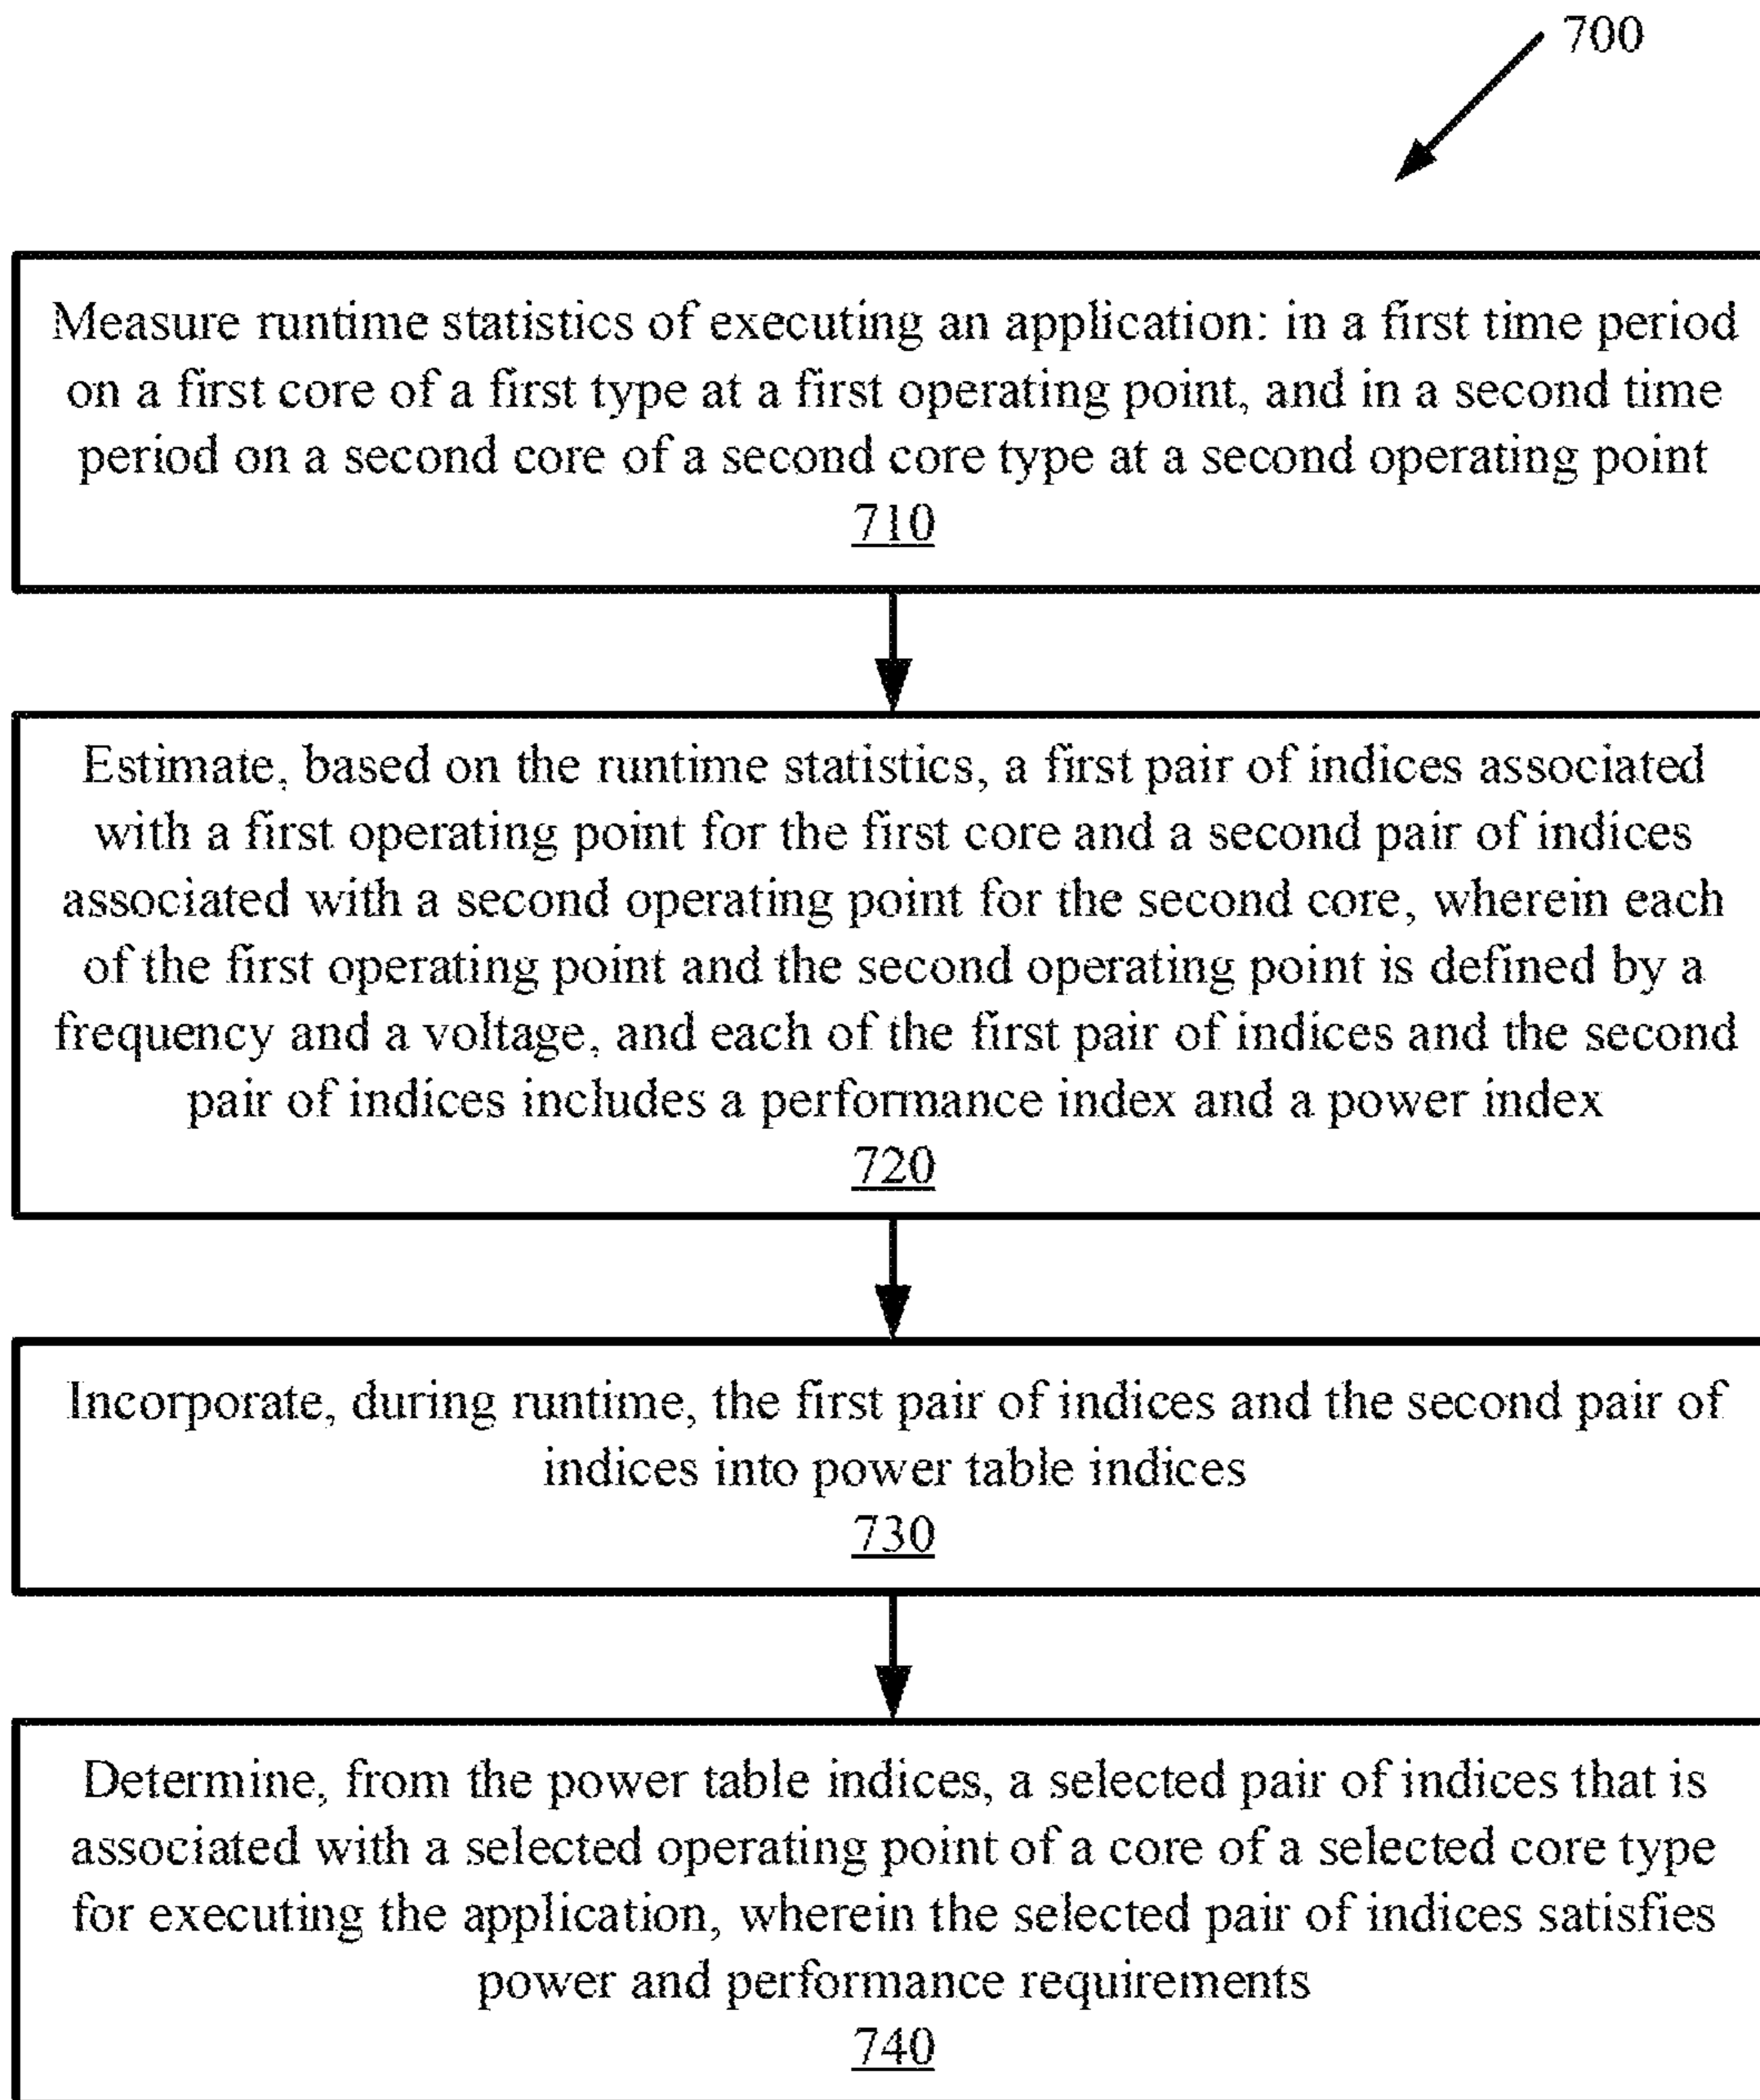 700
Measure runtime statistics of executing an application: in a first time period
on a first core of a first type at a first operating point, and in a second time
period on a second core of a second core type at a second operating point
710
Estimate, based on the runtime statistics, a first pair of indices associated
with a first operating point for the first core and a second pair of indices
associated with a second operating point for the second core, wherein each
of the first operating point and the second operating point is defined by a
frequency and a voltage, and each of the first pair of indices and the second
pair of indices includes a performance index and a power index
720
Incorporate, during runtime, the first pair of indices and the second pair of
indices into power table indices
730
Determine, from the power table indices, a selected pair of indices that is
associated with a selected operating point of a core of a selected core type
for executing the application, wherein the selected pair of indices satisfies
power and performance requirements
740